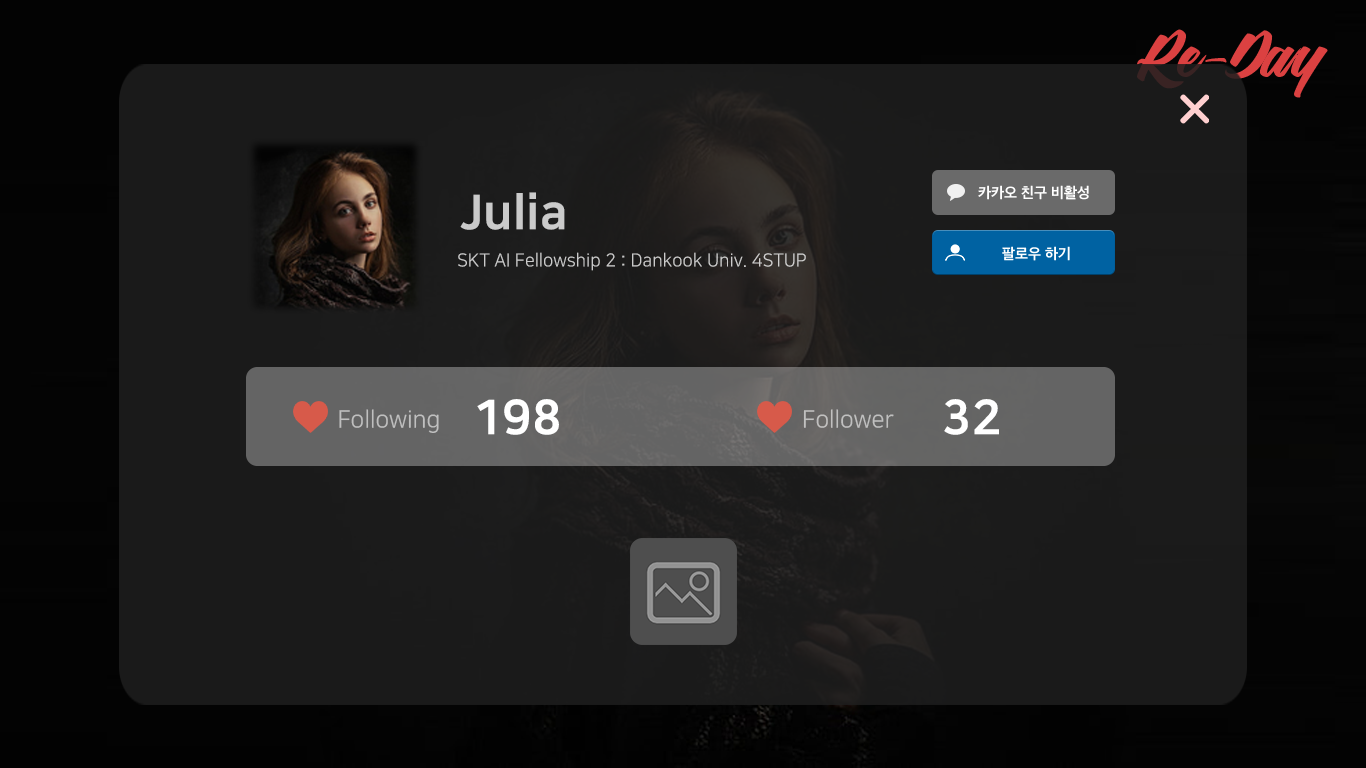 Re-Day
Julia
SKT AI Fellowship 2 : Dankook Univ. 4STUP
카카오 친구 비활성
팔로우 하기
Following 198
Follower 32